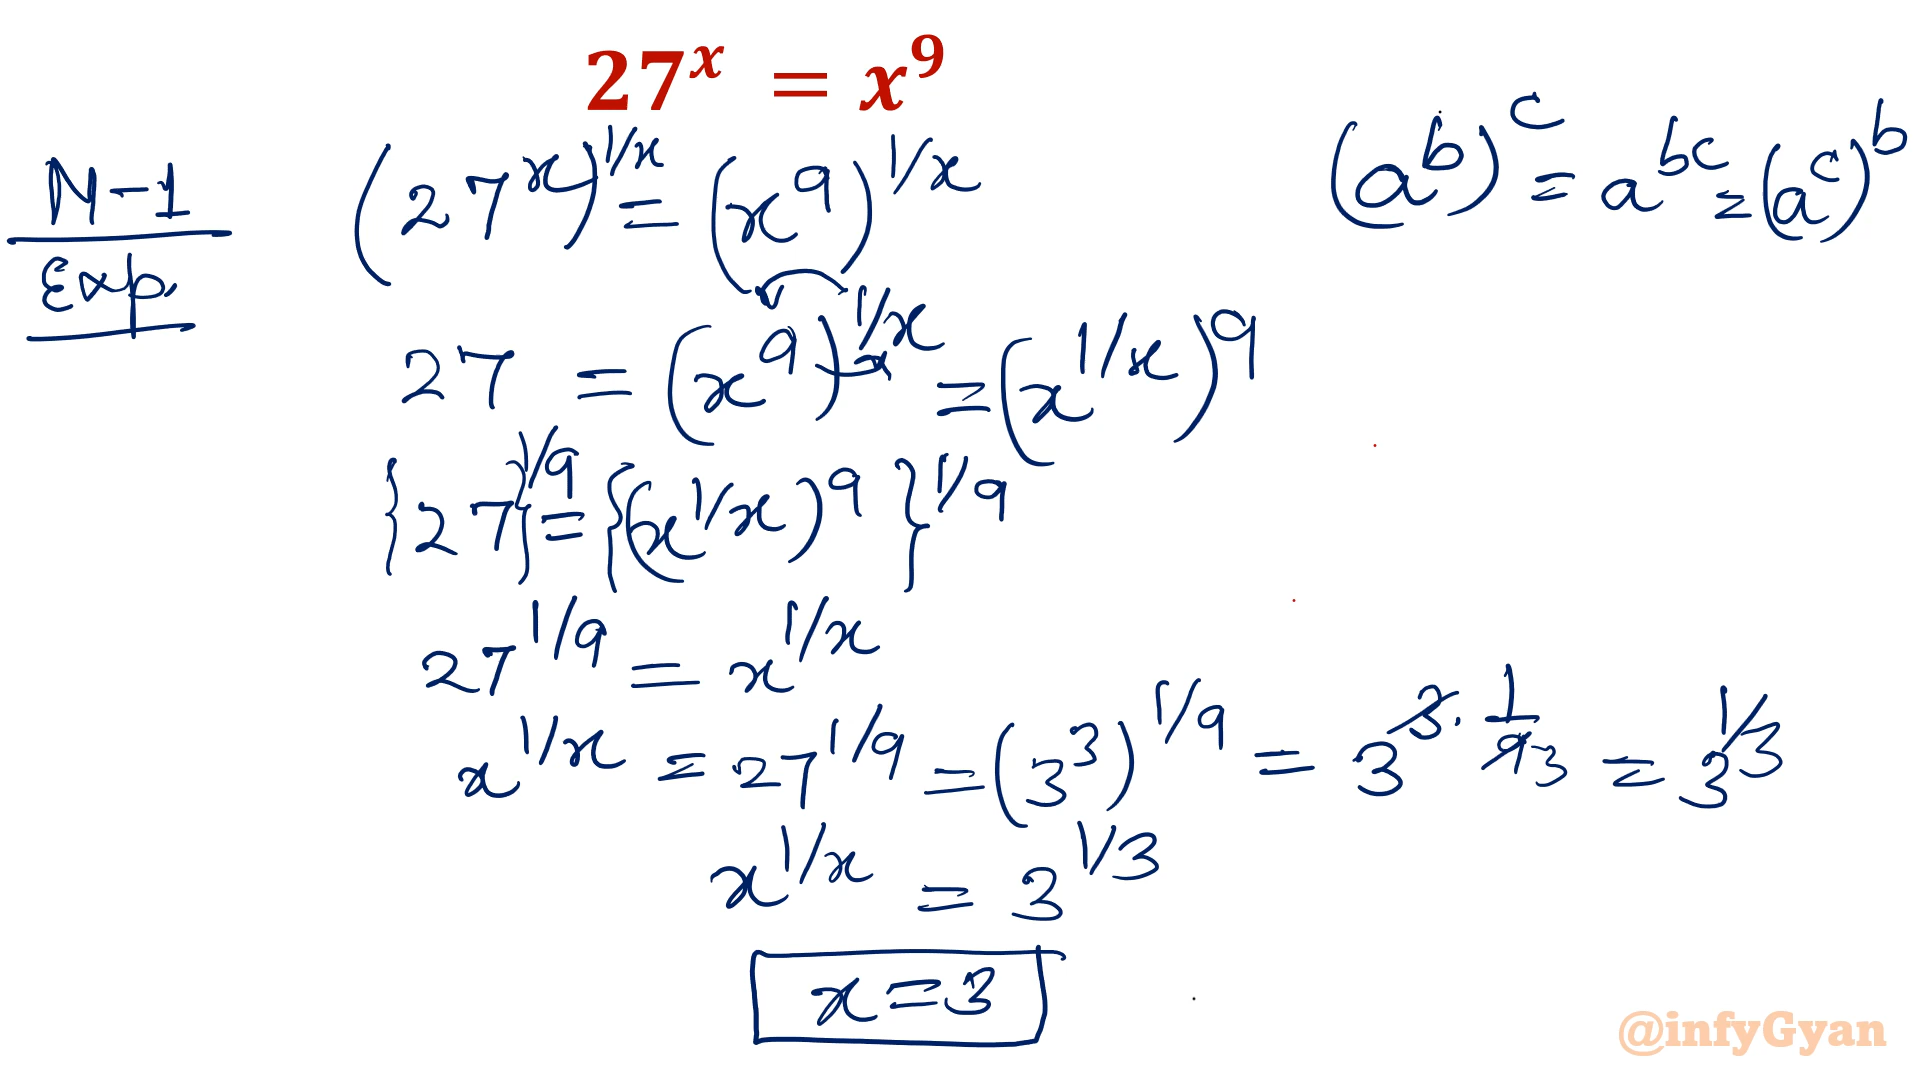 27^x = x^9
(a^b)^c = a^{bc} = (a^c)^b
M-1
Exp.
(27^x)^{1/x} = (x^9)^{1/x}
27 = (x^9)^{1/x} = (x^{1/x})^9
{27}^{1/9} = {(x^{1/x})^9}^{1/9}
27^{1/9} = x^{1/x}
x^{1/x} = 27^{1/9} = (3^3)^{1/9} = 3^{3·1/9 3} = 3^{1/3}
x^{1/x} = 3^{1/3}
x = 3
@infyGyan